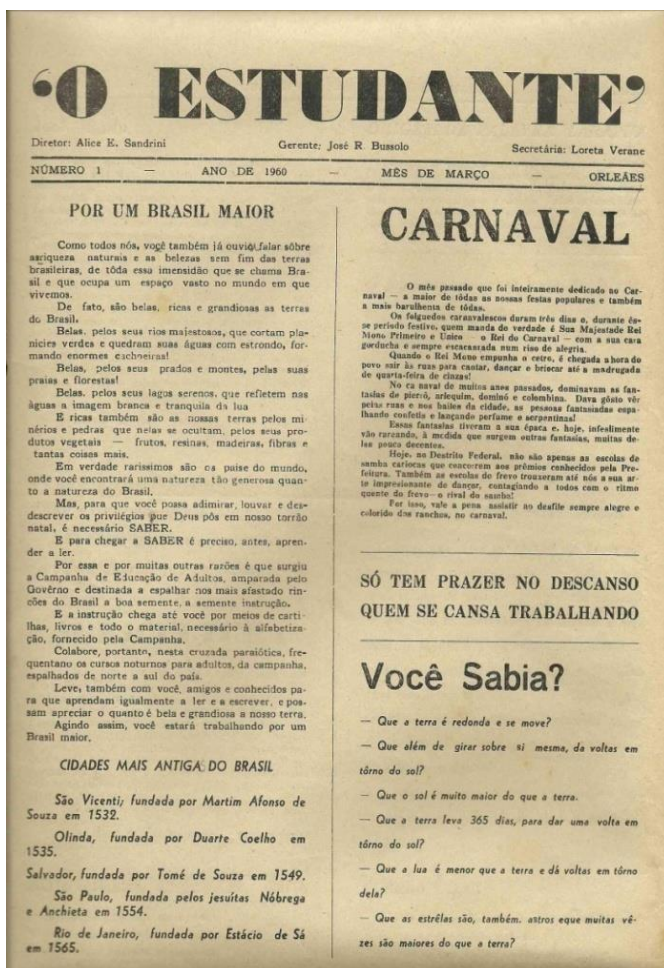 'O ESTUDANTE'
Diretor: Alice E. Sandrini Gerente: José R. Bussolo Secretária: Loreta Verane
NÚMERO 1 — ANO DE 1960 — MÊS DE MARÇO — ORLEÃES
POR UM BRASIL MAIOR
Como todos nós, você também já ouviu falar sôbre
as riqueza naturais e as belezas sem fim das terras
brasileiras, de tôda essa imensidão que se chama Bra-
sil e que ocupa um espaço vasto no mundo em que
vivemos.
De fato, são belas, ricas e grandiosas as terras
do Brasil.
Belas, pelos seus rios majestosos, que cortam pla-
nícies verdes e quedram suas águas com estrondo, for-
mando enormes cachoeiras!
Belas, pelos seus prados e montes, pelas suas
praias e florestas!
Belas, pelos seus lagos serenos, que refletem nas
águas a imagem branca e tranquila da lua
E ricas também são as nossas terras pelos mi-
nérios e pedras que nelas se ocultam, pelos seus pro-
dutos vegetais — frutos, resinas, madeiras, fibras e
tantas coisas mais.
Em verdade raríssimos são os paise do mundo,
onde você encontrará uma natureza tão generosa quan-
to a natureza do Brasil.
Mas, para que você possa adimirar, louvar e des-
descrever os privilégios que Deus pôs em nosso torrão
natal, é necessário SABER.
E para chegar a SABER é preciso, antes, apren-
der a ler.
Por essa e por muitas outras razões é que surgiu
a Campanha de Educação de Adultos, amparada pelo
Govêrno e destinada a espalhar nos mais afastado rin-
cões do Brasil a boa semente, a semente instrução.
E a instrução chega até você por meios de carti-
lhas, livros e todo o material, necessário à alfabetiza-
ção, fornecido pela Campanha.
Colabore, portanto, nesta cruzada paraiótica, fre-
quentano os cursos noturnos para adultos, da campanha,
espalhados de norte a sul do país.
Leve, também com você, amigos e conhecidos pa-
ra que aprendam igualmente a ler e a escrever, e pos-
sam apreciar o quanto é bela e grandiosa a nosso terra.
Agindo assim, você estará trabalhando por um
Brasil maior.
CIDADES MAIS ANTIGA DO BRASIL
São Vicenti; fundada por Martim Afonso de
Souza em 1532.
Olinda, fundada por Duarte Coelho em
1535.
Salvador, fundada por Tomé de Souza em 1549.
São Paulo, fundada pelos jesuítas Nóbrega
e Anchieta em 1554.
Rio de Janeiro, fundada por Estácio de Sá
em 1565.
CARNAVAL
O mês passado que foi inteiramente dedicado ao Car-
naval — a maior de tôdas as nossas festas populares e também
a mais barulhenta de tôdas.
Os folguedos carnavalescos duram três dias e, durante ês-
se período festivo, quem manda de verdade é Sua Majestade Rei
Momo Primeiro e Unico — o Rei do Carnaval — com a sua cara
gorducha e sempre escancarada num riso de alegria.
Quando o Rei Momo empunha o cetro, é chegada a hora do
povo sair às ruas para cantar, dançar e brincar até a madrugada
de quarta-feira de cinzas!
No ca naval de muitos anos passados, dominavam as fan-
tasias de pierrô, arlequim, dominó e colombina. Dava gôsto vêr
pelas ruas e nos bailes da cidade, as pessoas fantasiadas espa-
lhando confetis e lançando perfume e serpentinas!
Essas fantasias tiveram a sua época e, hoje, infeslimente
vão rareando, à medida que surgem outras fantasias, muitas de-
las pouca decentes.
Hoje, no Destrito Federal, não são apenas as escolas de
samba cariocas que concorrem aos prêmios conhecidos pela Pre-
feitura. Também as escolas de frevo trouxeram até nós a sua ar-
te impresionante de dançar, contagiando a todos com o ritmo
quente do frevo — o rival do samba!
Por isso, vale a pena assistir ao desfile sempre alegre e
colorido dos ranchos, no carnaval.
SÓ TEM PRAZER NO DESCANSO
QUEM SE CANSA TRABALHANDO
Você Sabia?
— Que a terra é redonda e se move?
— Que além de girar sobre si mesma, da voltas em
tôrno do sol?
— Que o sol é muito maior do que a terra.
— Que a terra leva 365 dias, para dar uma volta em
tôrno do sol?
— Que a lua é menor que a terra e dá voltas em tôrno
dela?
— Que as estrêlas são, também. astros eque muitas vê-
zes são maiores do que a terra?